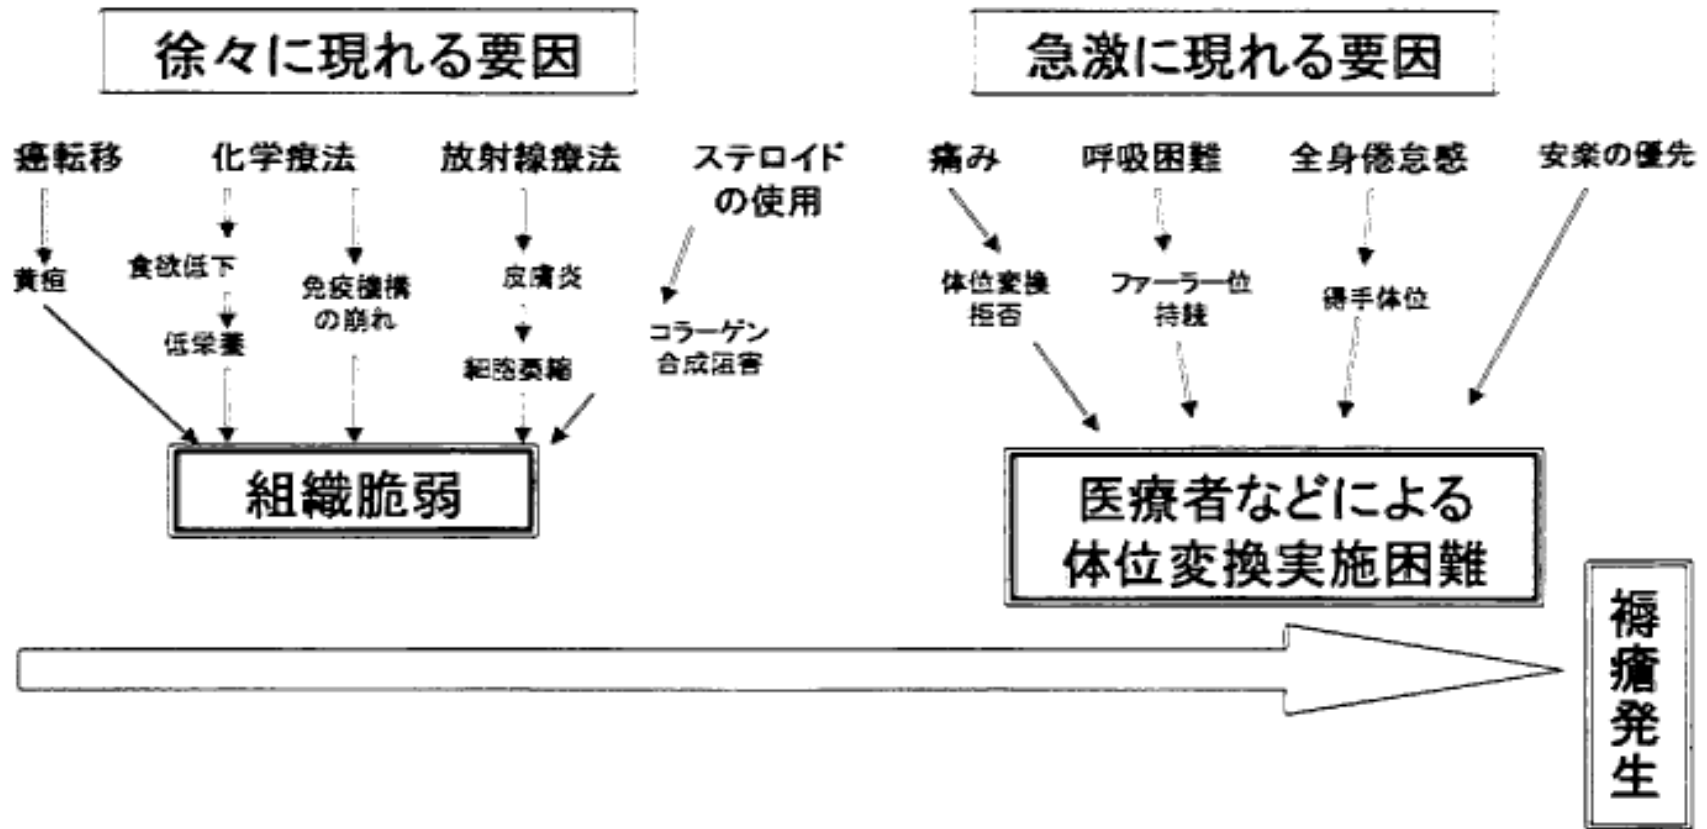 徐々に現れる要因
急激に現れる要因
癌転移
化学療法
放射線療法
ステロイド
の使用
痛み
呼吸困難
全身倦怠感
安楽の優先
黄疸
食欲低下
低栄養
免疫機構
の崩れ
皮膚炎
細胞萎縮
コラーゲン
合成阻害
体位変換
拒否
ファーラー位
持続
得手体位
組織脆弱
医療者などによる
体位変換実施困難
褥瘡発生